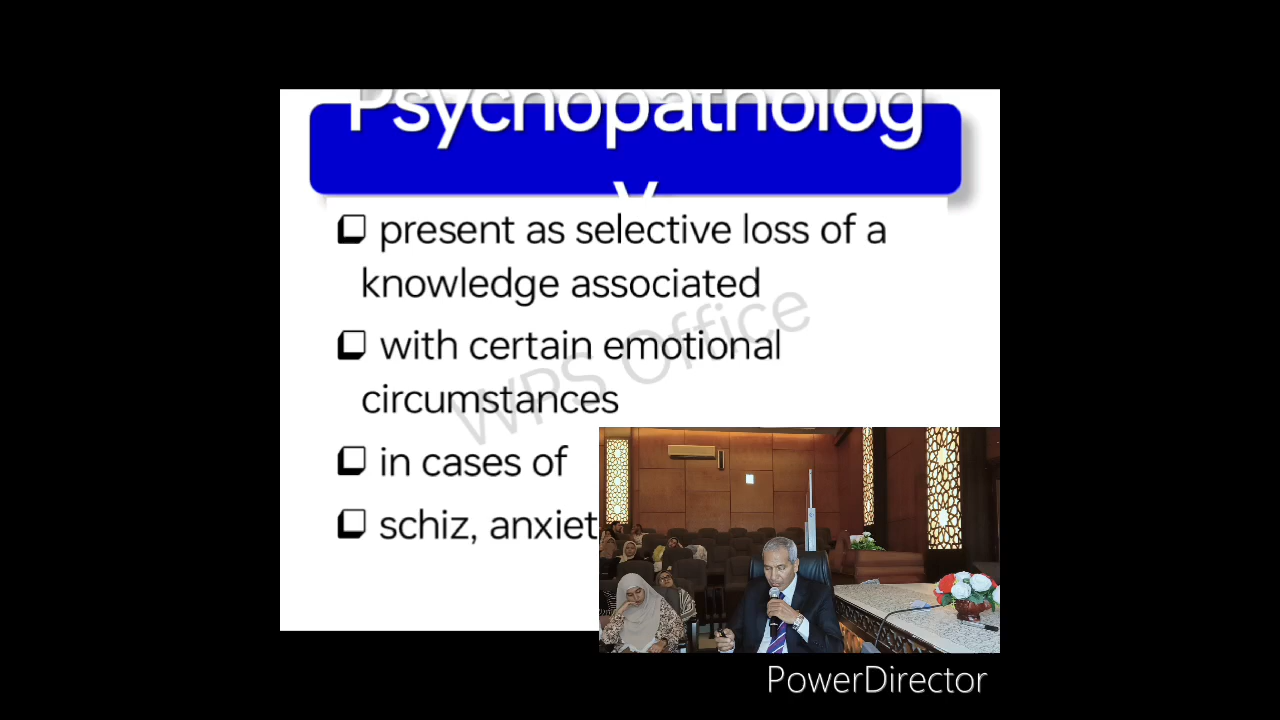 Psychopatholog
y
❑ present as selective loss of a
knowledge associated
❑ with certain emotional
circumstances
❑ in cases of
❑ schiz, anxiet
WPS Office
PowerDirector